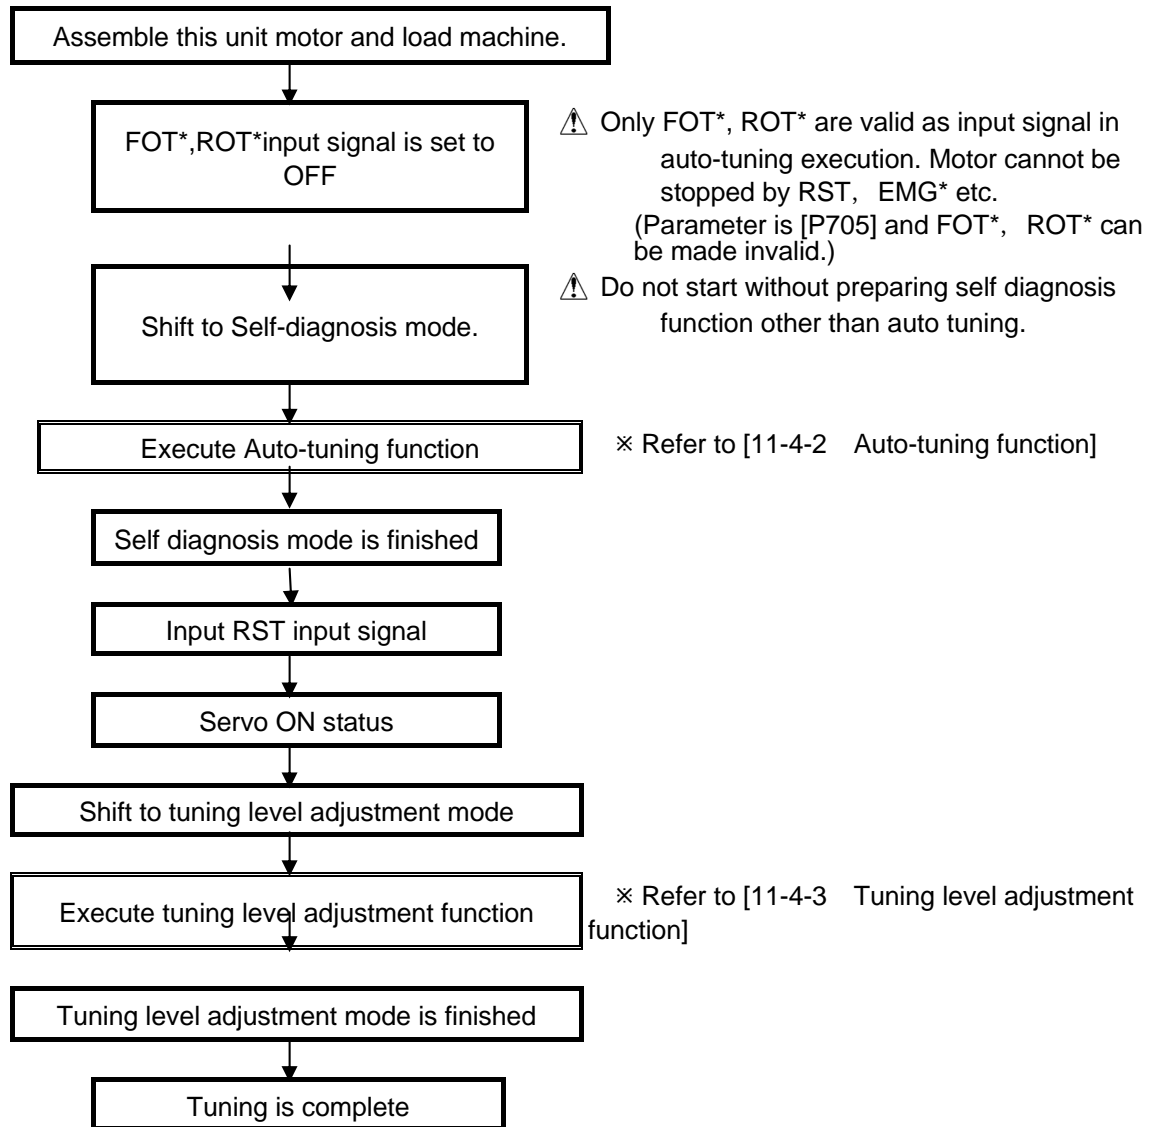 Assemble this unit motor and load machine.
FOT*,ROT*input signal is set to
OFF
⚠ Only FOT*, ROT* are valid as input signal in
auto-tuning execution. Motor cannot be
stopped by RST, EMG* etc.
(Parameter is [P705] and FOT*, ROT* can
be made invalid.)
⚠ Do not start without preparing self diagnosis
function other than auto tuning.
Shift to Self-diagnosis mode.
Execute Auto-tuning function
※ Refer to [11-4-2 Auto-tuning function]
Self diagnosis mode is finished
Input RST input signal
Servo ON status
Shift to tuning level adjustment mode
Execute tuning level adjustment function
※ Refer to [11-4-3 Tuning level adjustment
function]
Tuning level adjustment mode is finished
Tuning is complete